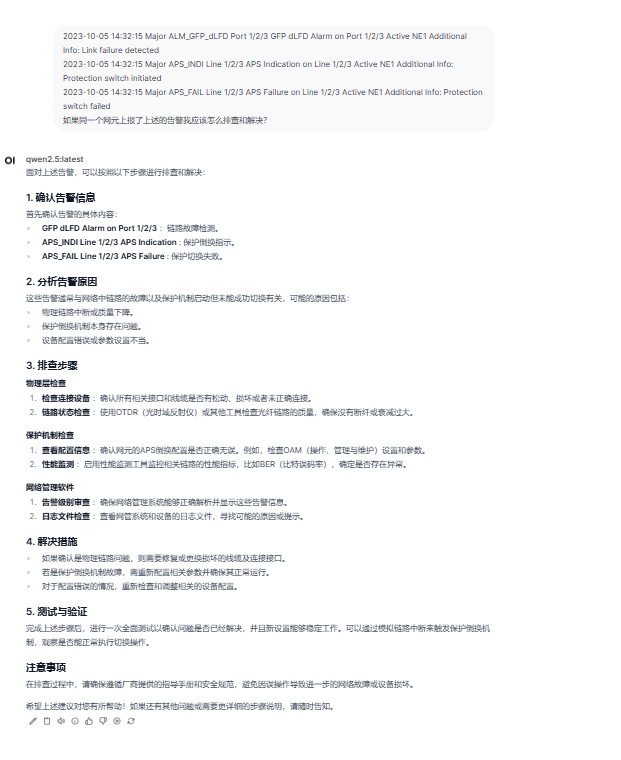 2023-10-05 14:32:15 Major ALM_GFP_dLFD Port 1/2/3 GFP dLFD Alarm on Port 1/2/3 Active NE1 Additional
Info: Link failure detected
2023-10-05 14:32:15 Major APS_INDI Line 1/2/3 APS Indication on Line 1/2/3 Active NE1 Additional Info:
Protection switch initiated
2023-10-05 14:32:15 Major APS_FAIL Line 1/2/3 APS Failure on Line 1/2/3 Active NE1 Additional Info: Protection
switch failed
如果同一个网元上报了上述的告警我应该怎么排查和解决?
OI qwen2.5:latest
面对上述告警，可以按照以下步骤进行排查和解决：
1. 确认告警信息
首先确认告警的具体内容：
GFP dLFD Alarm on Port 1/2/3 ：链路故障检测。
APS_INDI Line 1/2/3 APS Indication : 保护倒换指示。
APS_FAIL Line 1/2/3 APS Failure : 保护切换失败。
2. 分析告警原因
这些告警通常与网络中链路的故障以及保护机制启动但未能成功切换有关，可能的原因包括：
物理链路中断或质量下降。
保护倒换机制本身存在问题。
设备配置错误或参数设置不当。
3. 排查步骤
物理层检查
1. 检查连接设备 ：确认所有相关接口和线缆是否有松动、损坏或者未正确连接。
2. 链路状态检查 ：使用OTDR（光时域反射仪）或其他工具检查光纤链路的质量，确保没有断纤或衰减过大。
保护机制检查
1. 查看配置信息 ：确认网元的APS倒换配置是否正确无误。例如，检查OAM（操作、管理与维护）设置和参数。
2. 性能监测 ：启用性能监测工具监控相关链路的性能指标，比如BER（比特误码率），确定是否存在异常。
网络管理软件
1. 告警级别审查 ：确保网络管理系统能够正确解析并显示这些告警信息。
2. 日志文件检查 ：查看网管系统和设备的日志文件，寻找可能的原因或提示。
4. 解决措施
如果确认是物理链路问题，则需要修复或更换损坏的线缆及连接接口。
若是保护倒换机制故障，需重新配置相关参数并确保其正常运行。
对于配置错误的情况，重新检查和调整相关的设备配置。
5. 测试与验证
完成上述步骤后，进行一次全面测试以确认问题是否已经解决，并且新设置能够稳定工作。可以通过模拟链路中断来触发保护倒换机
制，观察是否能正常执行切换操作。
注意事项
在排查过程中，请确保遵循厂商提供的指导手册和安全规范，避免因误操作导致进一步的网络故障或设备损坏。
希望上述建议对您有所帮助！如果还有其他问题或需要更详细的步骤说明，请随时告知。